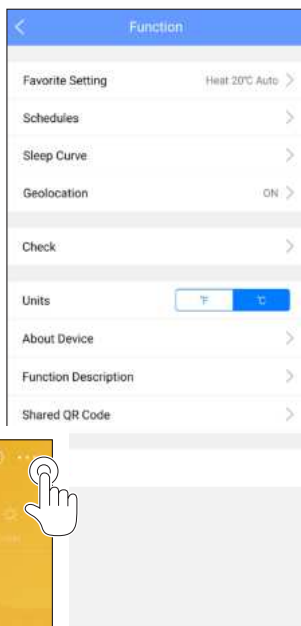 Function
Favorite Setting Heat 20°C Auto
Schedules
Sleep Curve
Geolocation ON
Check
Units °F °C
About Device
Function Description
Shared QR Code